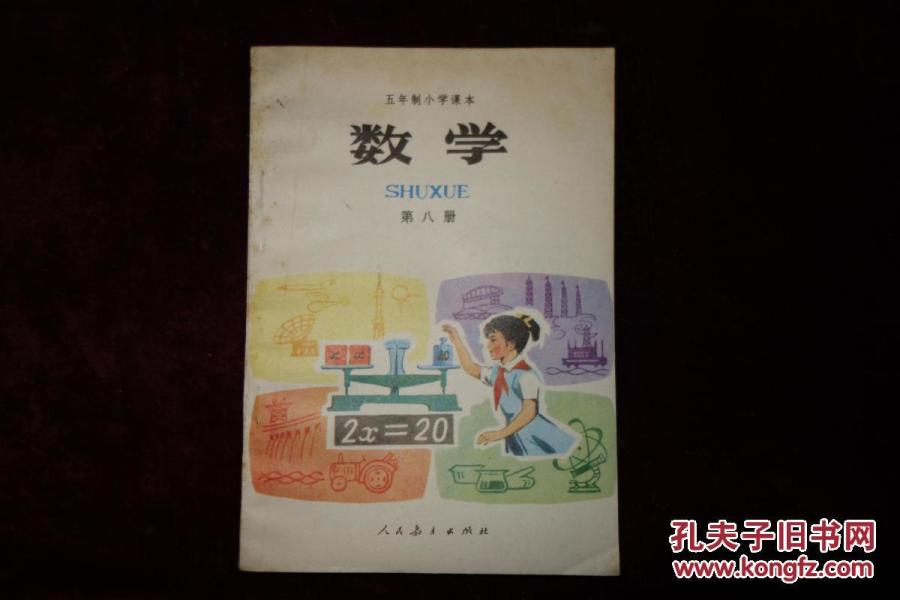 五年制小学课本
数学
SHUXUE
第八册
x x
20
2x=20
人民教育出版社
孔夫子旧书网
www.kongfz.com